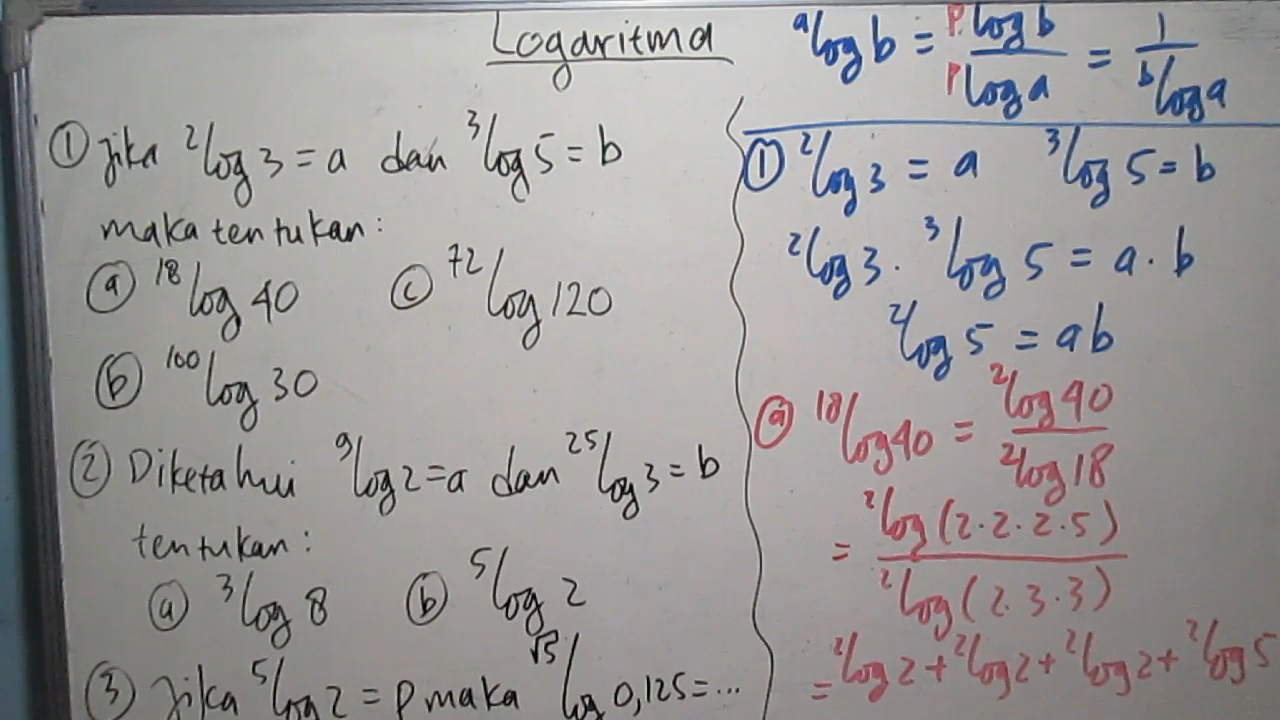 Logaritma
① Jika ²log 3 = a dan ³log 5 = b
maka tentukan:
ⓐ ¹⁸log 40 ⓒ ⁷²log 120
ⓑ ¹⁰⁰log 30
② Diketahui ⁹log 2 = a dan ²⁵log 3 = b
tentukan:
ⓐ ³log 8 ⓑ ⁵log 2
③ Jika ⁵log 2 = p maka √5log 0,125 = ...
ᵃlog b = ᵖlog b / ᵖlog a = 1 / ᵇlog a
① ²log 3 = a ³log 5 = b
²log 3 . ³log 5 = a . b
²log 5 = ab
ⓐ ¹⁸log 40 = ²log 40 / ²log 18
= ²log (2.2.2.5) / ²log (2.3.3)
= ²log 2 + ²log 2 + ²log 2 + ²log 5